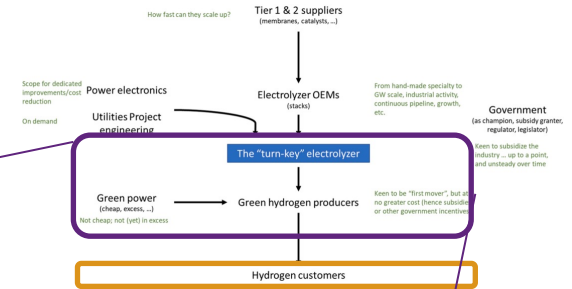 How fast can they scale up?
Tier 1 & 2 suppliers
(membranes, catalysts, …)
Scope for dedicated
improvements/cost
reduction
On demand
Power electronics
Utilities Project
engineering
Electrolyzer OEMs
(stacks)
From hand-made specialty to
GW scale, industrial activity,
continuous pipeline, growth,
etc.
Government
(as champion, subsidy granter,
regulator, legislator)
Keen to subsidize the
industry … up to a point,
and unsteady over time
The "turn-key" electrolyzer
Green power
(cheap, excess, …)
Not cheap; not (yet) in excess
Green hydrogen producers
Keen to be "first mover", but at
no greater cost (hence subsidie
or other government incentives
Hydrogen customers